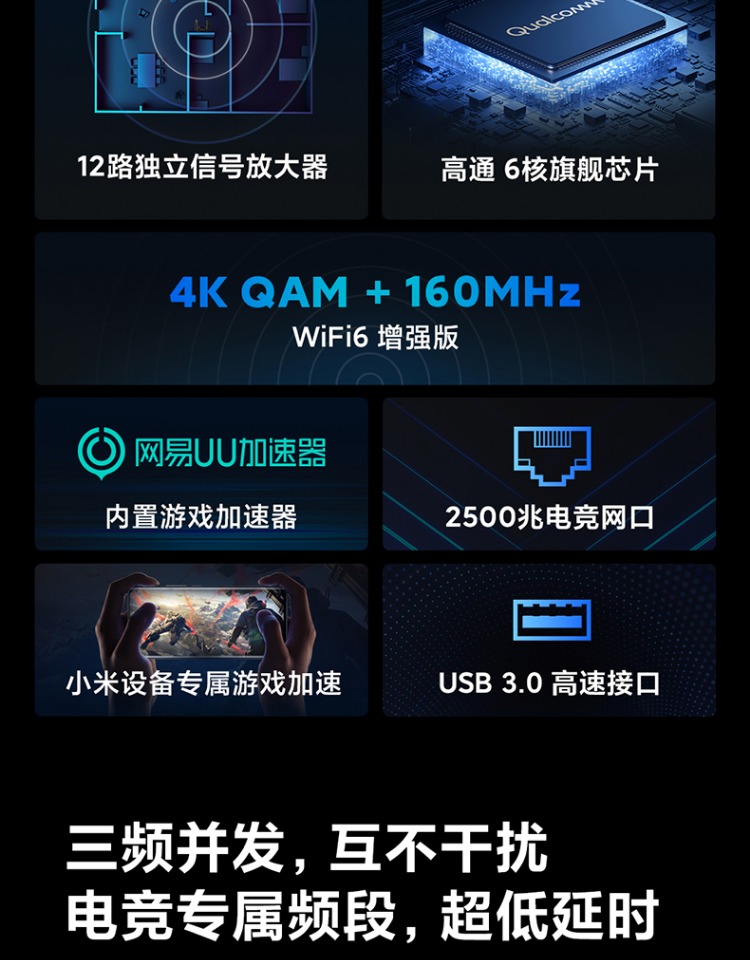 Qualcomm
12路独立信号放大器
高通 6核旗舰芯片
4K QAM + 160MHz
WiFi6 增强版
网易UU加速器
内置游戏加速器
2500兆电竞网口
小米设备专属游戏加速
USB 3.0 高速接口
三频并发，互不干扰
电竞专属频段，超低延时